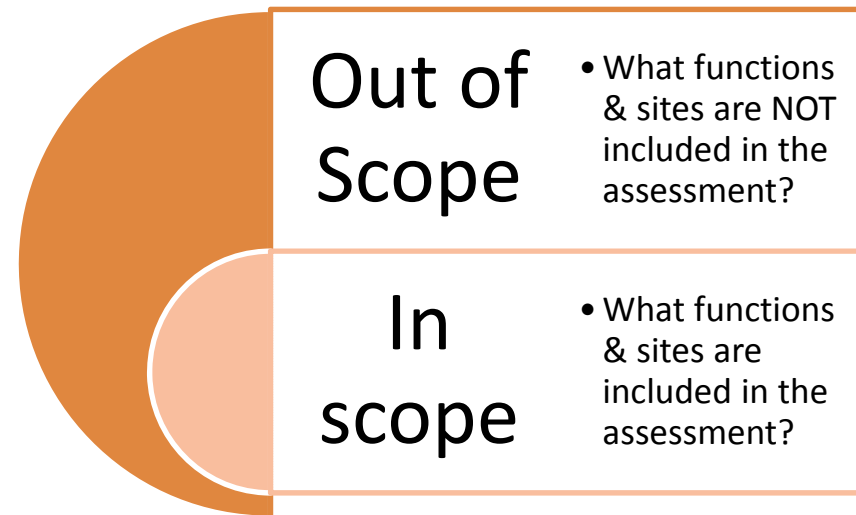 Out of
Scope
• What functions
& sites are NOT
included in the
assessment?
In
scope
• What functions
& sites are
included in the
assessment?